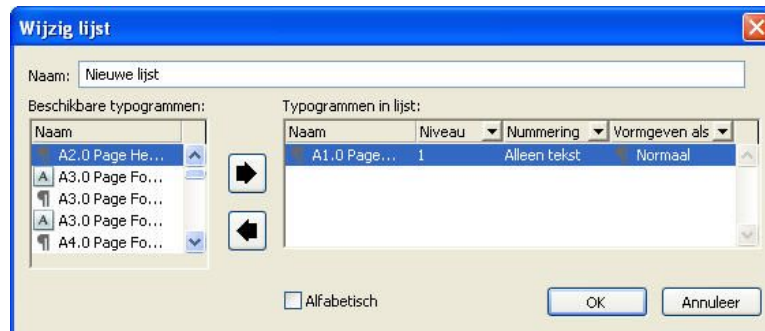 Wijzig lijst
Naam: Nieuwe lijst
Beschikbare typogrammen:
Typogrammen in lijst:
Naam
Naam Niveau Nummering Vormgeven als
A2.0 Page He...
A1.0 Page... 1 Alleen tekst Normaal
A A3.0 Page Fo...
¶ A3.0 Page Fo...
A A3.0 Page Fo...
¶ A4.0 Page Fo...
Alfabetisch
OK
Annuleer